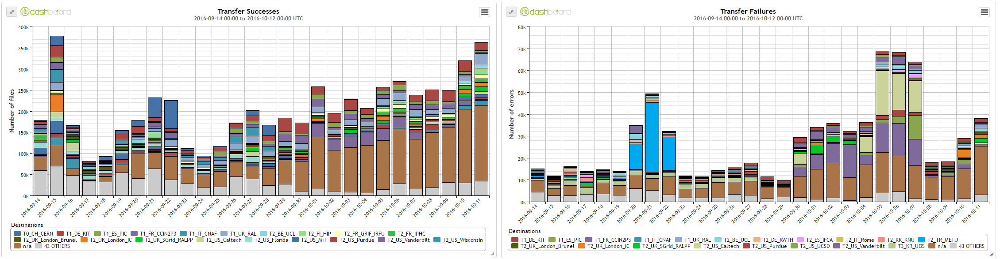 dashboard
Transfer Successes
2016-09-14 00:00 to 2016-10-12 00:00 UTC
Number of files
400k
350k
300k
250k
200k
150k
100k
50k
0k
2016-09-14
2016-09-15
2016-09-16
2016-09-17
2016-09-18
2016-09-19
2016-09-20
2016-09-21
2016-09-22
2016-09-23
2016-09-24
2016-09-25
2016-09-26
2016-09-27
2016-09-28
2016-09-29
2016-09-30
2016-10-01
2016-10-02
2016-10-03
2016-10-04
2016-10-05
2016-10-06
2016-10-07
2016-10-08
2016-10-09
2016-10-10
2016-10-11
Destinations
T0_CH_CERN T1_DE_KIT T1_ES_PIC T1_FR_CCIN2P3 T1_IT_CNAF T1_UK_RAL T2_BE_UCL T2_FI_HIP T2_FR_GRIF_IRFU T2_FR_IPHC
T2_UK_London_Brunel T2_UK_London_IC T2_UK_SGrid_RALPP T2_US_Caltech T2_US_Florida T2_US_MIT T2_US_Purdue T2_US_Vanderbilt T2_US_Wisconsin
n/a 43 OTHERS
dashboard
Transfer Failures
2016-09-14 00:00 to 2016-10-12 00:00 UTC
Number of errors
80k
70k
60k
50k
40k
30k
20k
10k
0k
2016-09-14
2016-09-15
2016-09-16
2016-09-17
2016-09-18
2016-09-19
2016-09-20
2016-09-21
2016-09-22
2016-09-23
2016-09-24
2016-09-25
2016-09-26
2016-09-27
2016-09-28
2016-09-29
2016-09-30
2016-10-01
2016-10-02
2016-10-03
2016-10-04
2016-10-05
2016-10-06
2016-10-07
2016-10-08
2016-10-09
2016-10-10
2016-10-11
Destinations
T1_DE_KIT T1_ES_PIC T1_FR_CCIN2P3 T1_IT_CNAF T1_UK_RAL T2_BE_UCL T2_DE_RWTH T2_ES_IFCA T2_IT_Rome T2_KR_KNU T2_TR_METU
T2_UK_London_Brunel T2_UK_London_IC T2_UK_SGrid_RALPP T2_US_Caltech T2_US_Purdue T2_US_UCSD T2_US_Vanderbilt T3_KR_UOS n/a 43 OTHERS